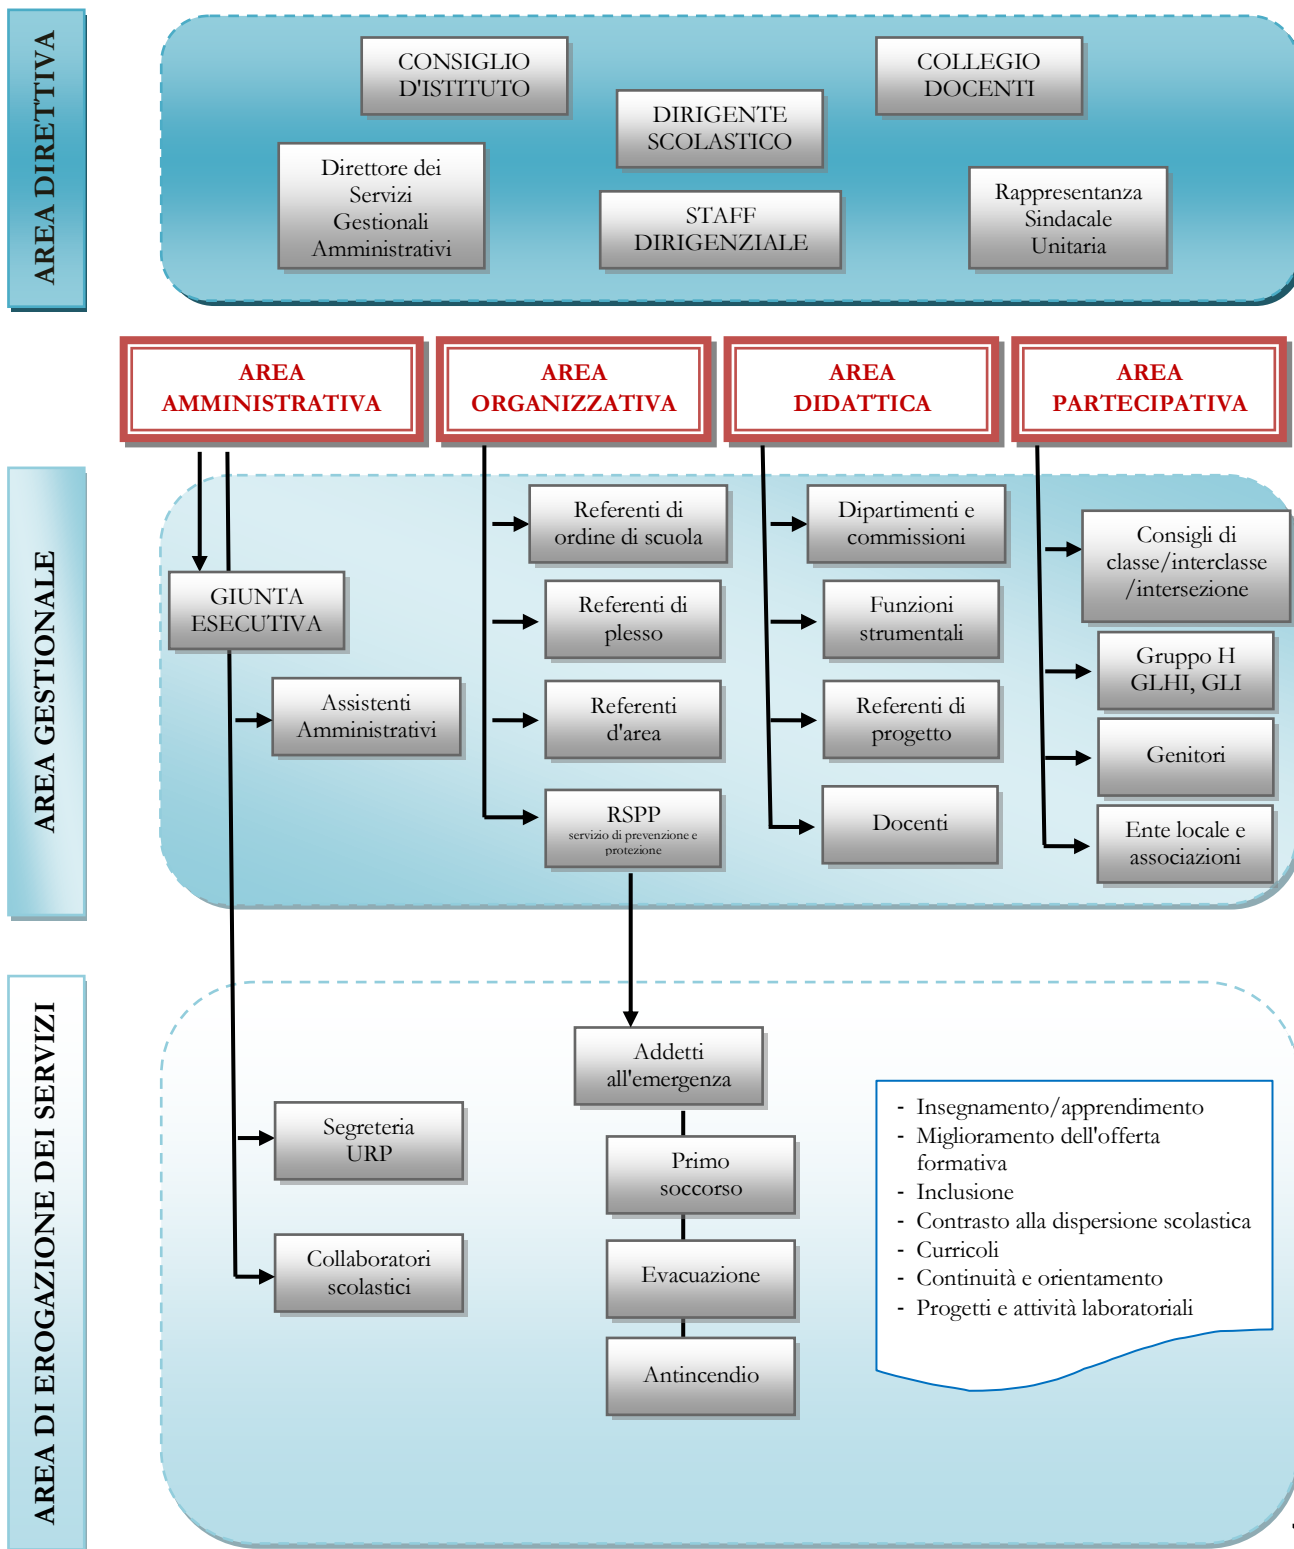 AREA DIRETTIVA
CONSIGLIO
D'ISTITUTO
COLLEGIO
DOCENTI
DIRIGENTE
SCOLASTICO
Direttore dei
Servizi
Gestionali
Amministrativi
STAFF
DIRIGENZIALE
Rappresentanza
Sindacale
Unitaria
AREA
AMMINISTRATIVA
AREA
ORGANIZZATIVA
AREA
DIDATTICA
AREA
PARTECIPATIVA
AREA GESTIONALE
GIUNTA
ESECUTIVA
Assistenti
Amministrativi
Referenti di
ordine di scuola
Referenti di
plesso
Referenti
d'area
RSPP
servizio di prevenzione e
protezione
Dipartimenti e
commissioni
Funzioni
strumentali
Referenti di
progetto
Docenti
Consigli di
classe/interclasse
/intersezione
Gruppo H
GLHI, GLI
Genitori
Ente locale e
associazioni
AREA DI EROGAZIONE DEI SERVIZI
Segreteria
URP
Collaboratori
scolastici
Addetti
all'emergenza
Primo
soccorso
Evacuazione
Antincendio
- Insegnamento/apprendimento
- Miglioramento dell'offerta
formativa
- Inclusione
- Contrasto alla dispersione scolastica
- Curricoli
- Continuità e orientamento
- Progetti e attività laboratoriali